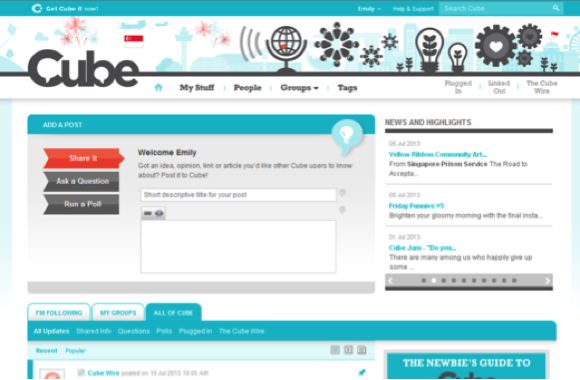 Get Cube it now!
Emily
Help & Support
Search Cube
Cube
My Stuff
People
Groups
Tags
Plugged In
Linked Out
The Cube Wire
ADD A POST
Share It
Ask a Question
Run a Poll
Welcome Emily
Got an idea, opinion, link or article you'd like other Cube users to know
about? Post it to Cube!
Short descriptive title for your post
NEWS AND HIGHLIGHTS
05 Jul 2013
Yellow Ribbon Community Art...
From Singapore Prison Service The Road to
Accepta...
05 Jul 2013
Friday Funnies #5
Brighten your gloomy morning with the final insta...
01 Jul 2013
Cube Jans - "Do you...
There are many among us who happily give up
some ...
I'M FOLLOWING
MY GROUPS
ALL OF CUBE
All Updates
Shared Info
Questions
Polls
Plugged In
The Cube Wire
Recent
Popular
Cube Wire posted on 10 Jul 2013 10:05 AM
THE NEWBIE'S GUIDE TO